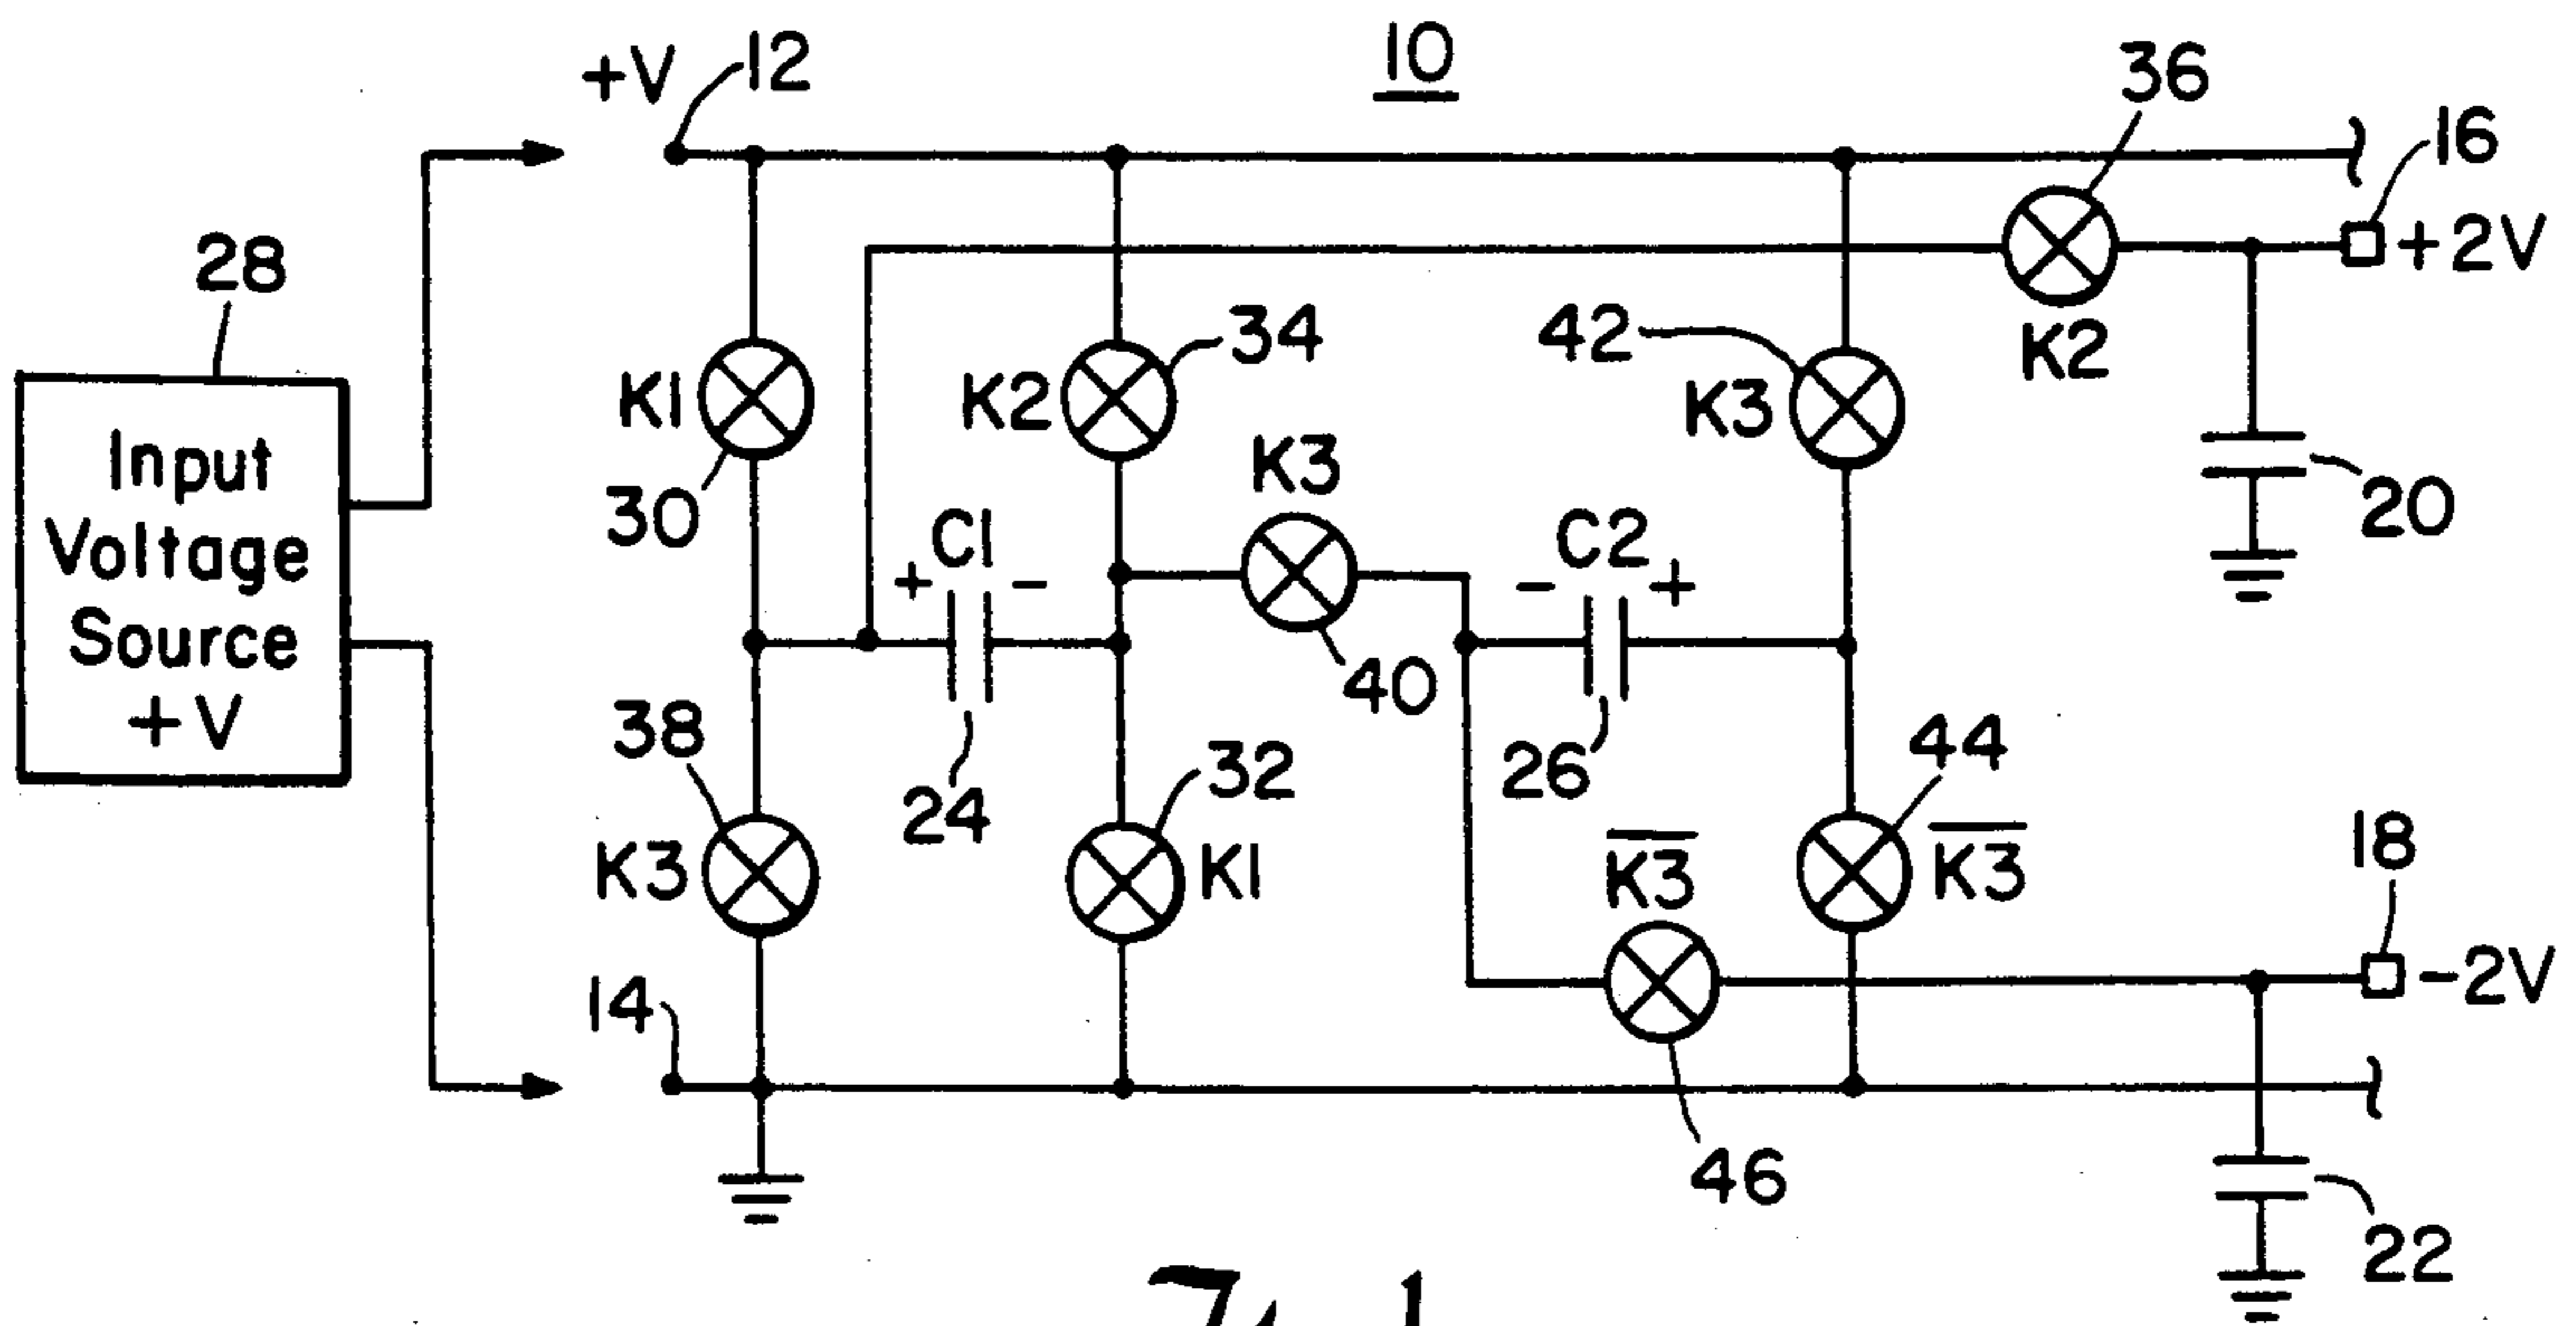 10
+V
12
36
16
+2V
28
34
42
K1
K2
K3
K3
K2
30
C1
+ -
C2
- +
20
Input
Voltage
Source
+V
38
40
24
32
26
44
K3
K1
K3
K3
18
14
-2V
46
22